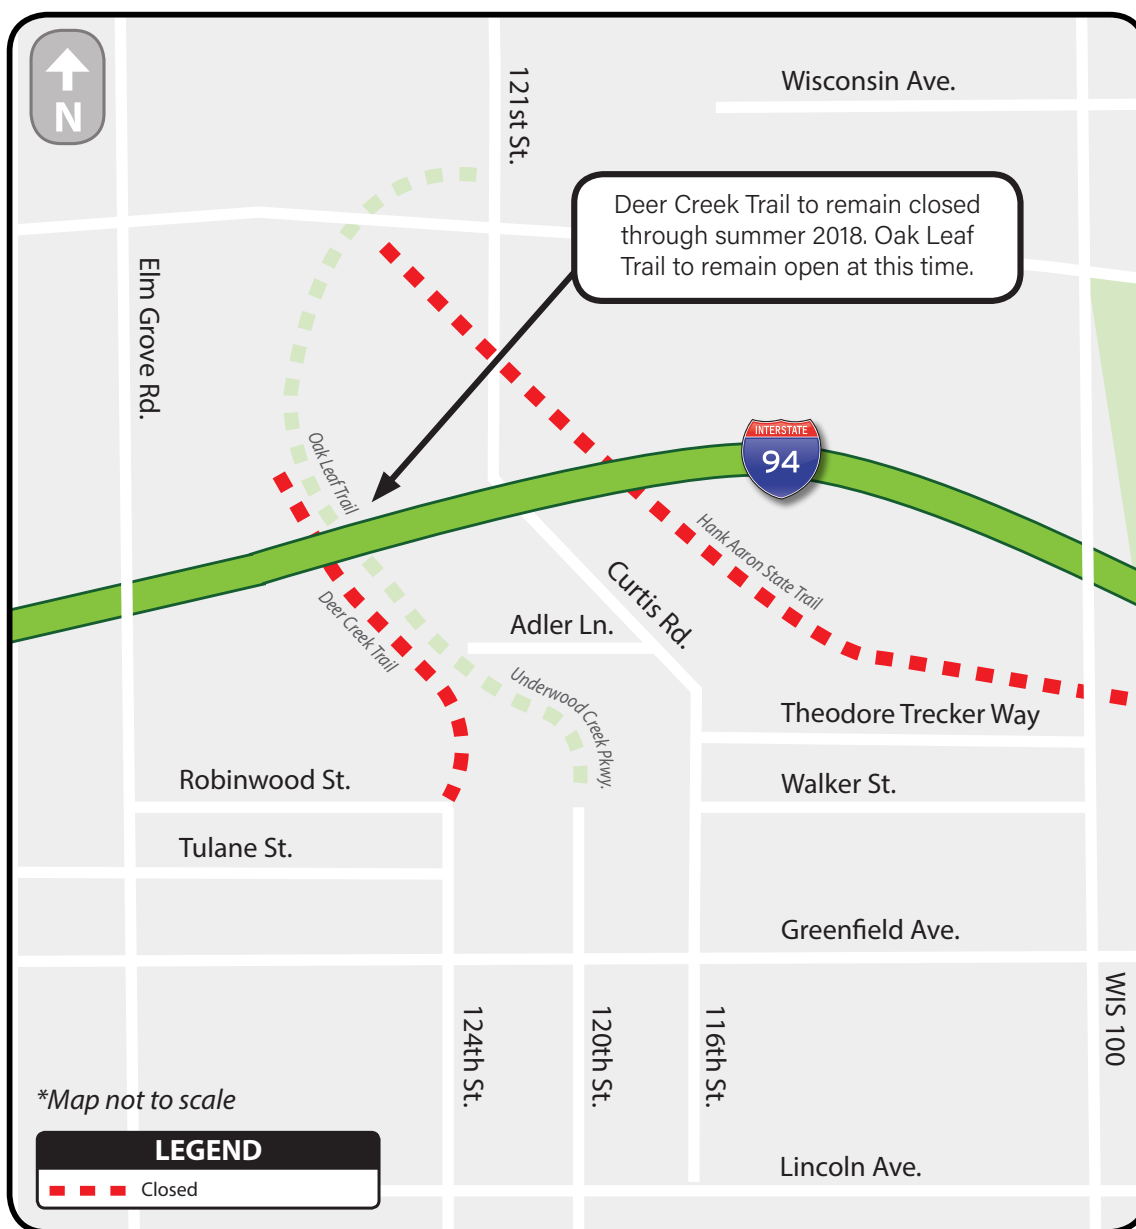 N
121st St.
Wisconsin Ave.
Deer Creek Trail to remain closed
through summer 2018. Oak Leaf
Trail to remain open at this time.
Elm Grove Rd.
Oak Leaf Trail
INTERSTATE
94
Hank Aaron State Trail
Curtis Rd.
Deer Creek Trail
Adler Ln.
Underwood Creek Pkwy.
Theodore Trecker Way
Robinwood St.
Walker St.
Tulane St.
Greenfield Ave.
WIS 100
124th St.
120th St.
116th St.
*Map not to scale
LEGEND
Closed
Lincoln Ave.